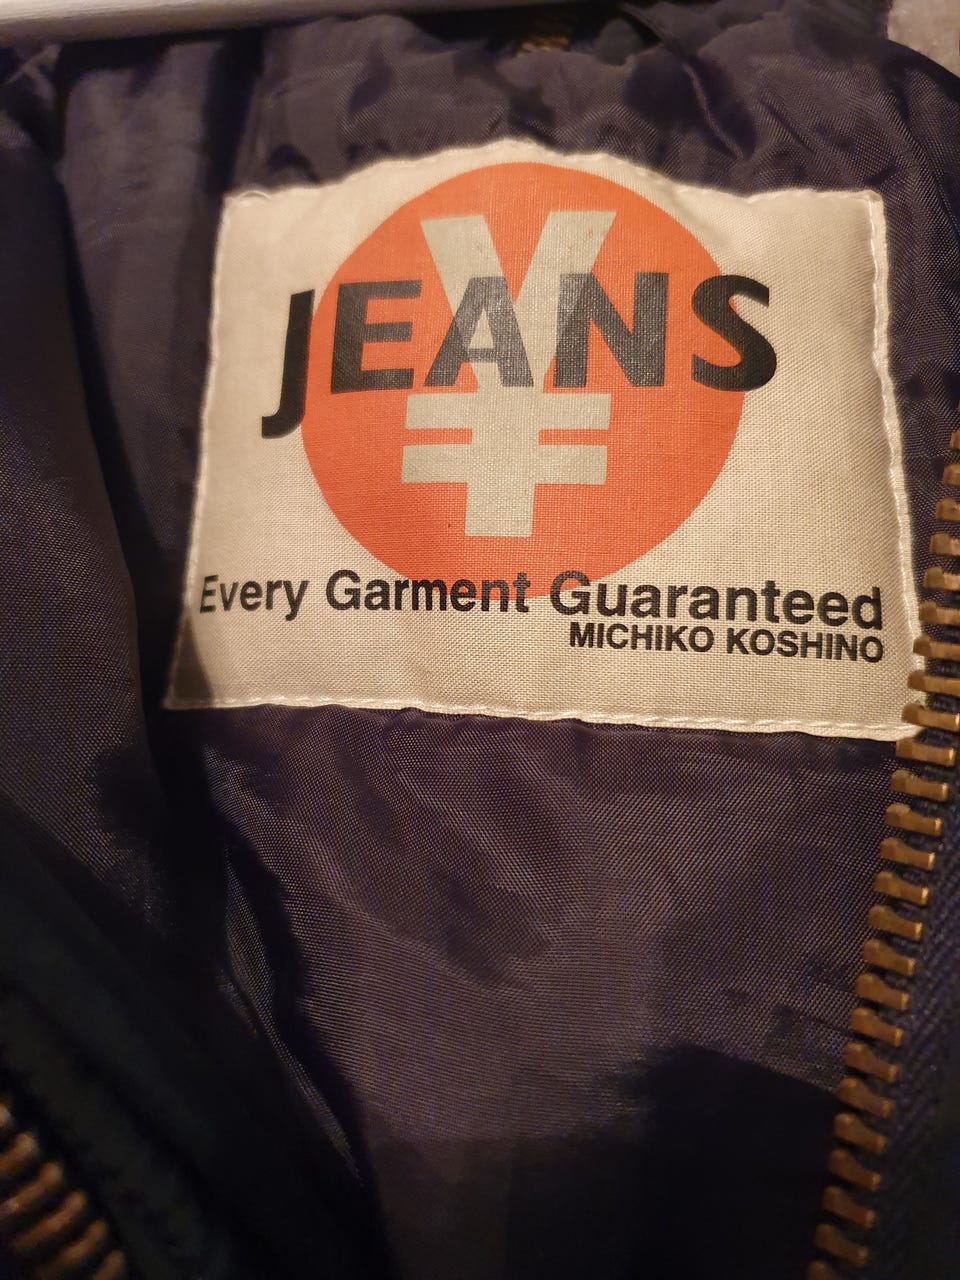 ¥
JEANS
Every Garment Guaranteed
MICHIKO KOSHINO